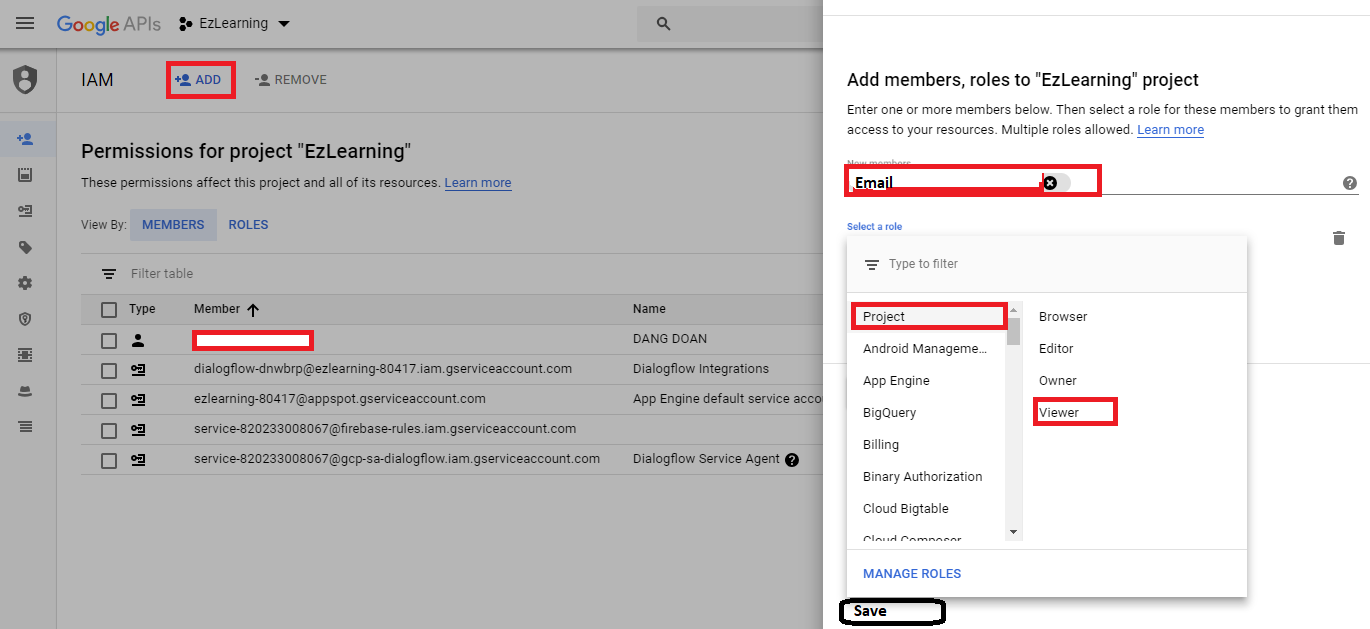 Google APIs
EzLearning
IAM
ADD
REMOVE
Permissions for project "EzLearning"
These permissions affect this project and all of its resources. Learn more
View By:
MEMBERS
ROLES
Filter table
Type
Member
Name
DANG DOAN
dialogflow-dnwbrp@ezlearning-80417.iam.gserviceaccount.com
Dialogflow Integrations
ezlearning-80417@appspot.gserviceaccount.com
App Engine default service acco
service-820233008067@firebase-rules.iam.gserviceaccount.com
service-820233008067@gcp-sa-dialogflow.iam.gserviceaccount.com
Dialogflow Service Agent
Add members, roles to "EzLearning" project
Enter one or more members below. Then select a role for these members to grant them
access to your resources. Multiple roles allowed. Learn more
New members
Email
Select a role
Type to filter
Project
Android Manageme...
App Engine
BigQuery
Billing
Binary Authorization
Cloud Bigtable
Cloud Composer
Browser
Editor
Owner
Viewer
MANAGE ROLES
Save